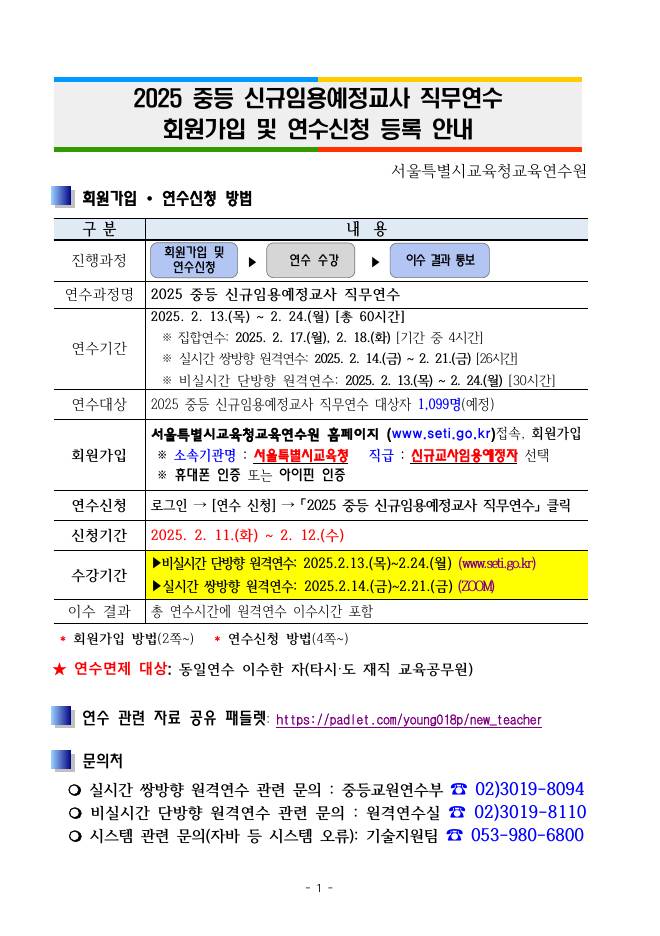 2025 중등 신규임용예정교사 직무연수
회원가입 및 연수신청 등록 안내
서울특별시교육청교육연수원
회원가입 • 연수신청 방법
구 분 내 용
진행과정 회원가입 및 연수신청 ▶ 연수 수강 ▶ 이수 결과 통보
연수과정명 2025 중등 신규임용예정교사 직무연수
연수기간 2025. 2. 13.(목) ~ 2. 24.(월) [총 60시간]
※ 집합연수: 2025. 2. 17.(월), 2. 18.(화) [기간 중 4시간]
※ 실시간 쌍방향 원격연수: 2025. 2. 14.(금) ~ 2. 21.(금) [26시간]
※ 비실시간 단방향 원격연수: 2025. 2. 13.(목) ~ 2. 24.(월) [30시간]
연수대상 2025 중등 신규임용예정교사 직무연수 대상자 1,099명(예정)
회원가입 서울특별시교육청교육연수원 홈페이지 (www.seti.go.kr)접속, 회원가입
※ 소속기관명 : 서울특별시교육청 직급 : 신규교사임용예정자 선택
※ 휴대폰 인증 또는 아이핀 인증
연수신청 로그인 → [연수 신청] → ｢2025 중등 신규임용예정교사 직무연수｣ 클릭
신청기간 2025. 2. 11.(화) ~ 2. 12.(수)
수강기간 ▶비실시간 단방향 원격연수: 2025.2.13.(목)~2.24.(월) (www.seti.go.kr)
▶실시간 쌍방향 원격연수: 2025.2.14.(금)~2.21.(금) (ZOOM)
이수 결과 총 연수시간에 원격연수 이수시간 포함
* 회원가입 방법(2쪽~) * 연수신청 방법(4쪽~)
★ 연수면제 대상: 동일연수 이수한 자(타시·도 재직 교육공무원)
연수 관련 자료 공유 패들렛: https://padlet.com/young018p/new_teacher
문의처
❍ 실시간 쌍방향 원격연수 관련 문의 : 중등교원연수부 ☎ 02)3019-8094
❍ 비실시간 단방향 원격연수 관련 문의 : 원격연수실 ☎ 02)3019-8110
❍ 시스템 관련 문의(자바 등 시스템 오류): 기술지원팀 ☎ 053-980-6800
- 1 -